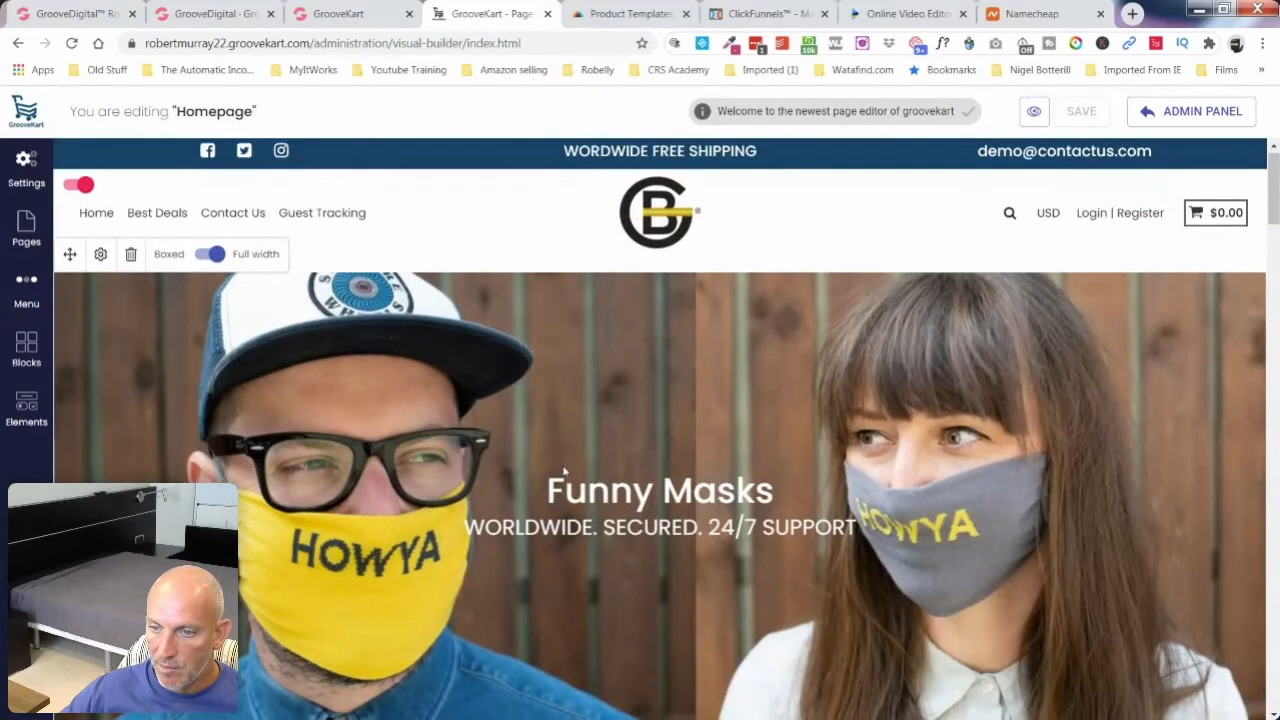 GrooveDigital™ Ro
GrooveDigital - Gro
GrooveKart
GrooveKart - Page
Product Templates
ClickFunnels™ - Ma
Online Video Edito
Namecheap
robertmurray2.groovekart.com/administration/visual-builder/index.html
Apps
Old Stuff
The Automatic Inco...
MyItWorks
Youtube Training
Amazon selling
Robelly
CRS Academy
Imported (1)
Watafind.com
Bookmarks
Nigel Botterill
Imported From IE
Films
»
GROOVEKART
You are editing "Homepage"
Welcome to the newest page editor of groovekart
SAVE
ADMIN PANEL
Settings
Pages
Menu
Blocks
Elements
WORDWIDE FREE SHIPPING
demo@contactus.com
Home
Best Deals
Contact Us
Guest Tracking
USD
Login | Register
$0.00
Boxed
Full width
Funny Masks
WORLDWIDE. SECURED. 24/7 SUPPORT
HOWYA
HOWYA